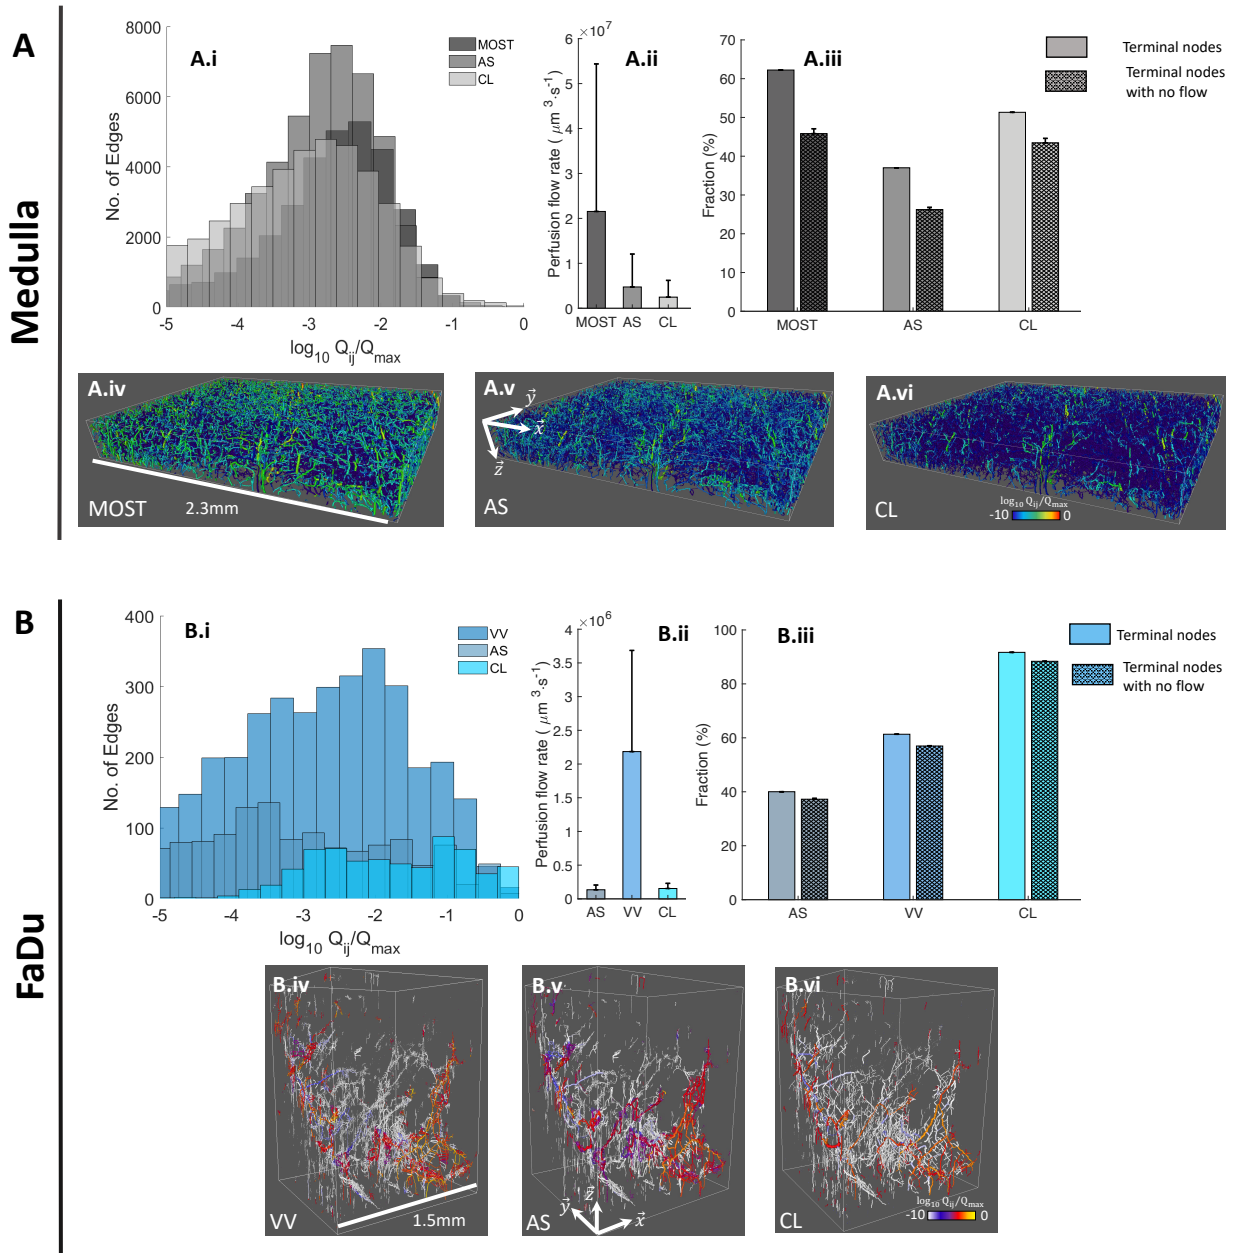 A
Medulla
A.i
8000
6000
4000
2000
0
No. of Edges
-5 -4 -3 -2 -1 0
log10 Qij/Qmax
MOST
AS
CL
A.ii
×10^7
6
5
4
3
2
1
0
Perfusion flow rate ( μm ³·s⁻¹)
MOST AS CL
A.iii
70
60
50
40
30
20
10
0
Fraction (%)
MOST AS CL
Terminal nodes
Terminal nodes
with no flow
A.iv
MOST
2.3mm
A.v
y
x
z
AS
A.vi
CL
log10 Qij/Qmax
-10 0
B
FaDu
B.i
400
300
200
100
0
No. of Edges
-5 -4 -3 -2 -1 0
log10 Qij/Qmax
VV
AS
CL
B.ii
×10^6
4
3.5
3
2.5
2
1.5
1
0.5
0
Perfusion flow rate ( μm ³·s⁻¹)
AS VV CL
B.iii
100
80
60
40
20
0
Fraction (%)
AS VV CL
Terminal nodes
Terminal nodes
with no flow
B.iv
VV
1.5mm
B.v
AS
y
z
x
B.vi
CL
log10 Qij/Qmax
-10 0